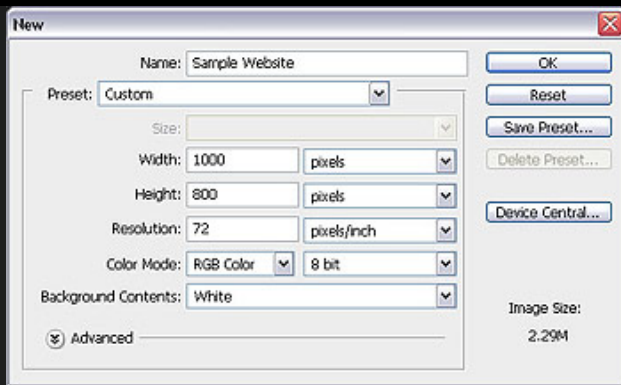 New
Name: Sample Website
OK
Preset: Custom
Reset
Size:
Save Preset...
Width: 1000 pixels
Delete Preset...
Height: 800 pixels
Device Central...
Resolution: 72 pixels/inch
Color Mode: RGB Color 8 bit
Background Contents: White
Image Size:
Advanced
2.29M